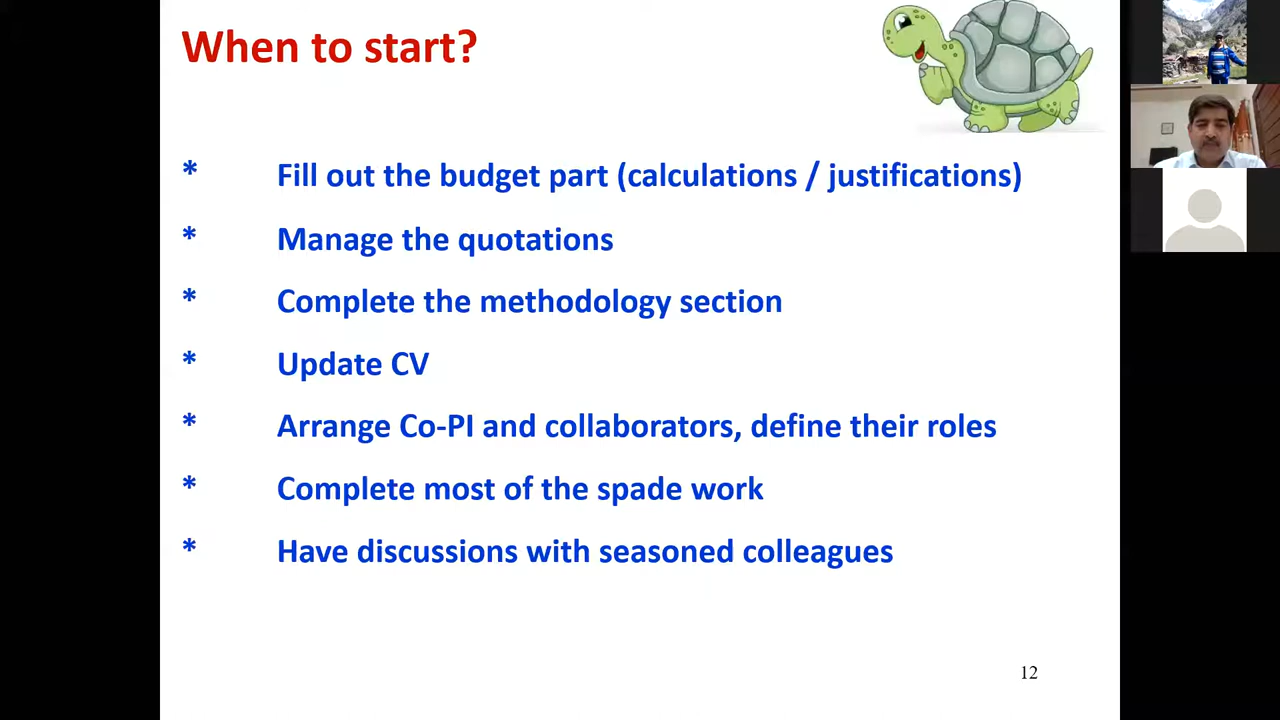 When to start?
* Fill out the budget part (calculations / justifications)
* Manage the quotations
* Complete the methodology section
* Update CV
* Arrange Co-PI and collaborators, define their roles
* Complete most of the spade work
* Have discussions with seasoned colleagues
12